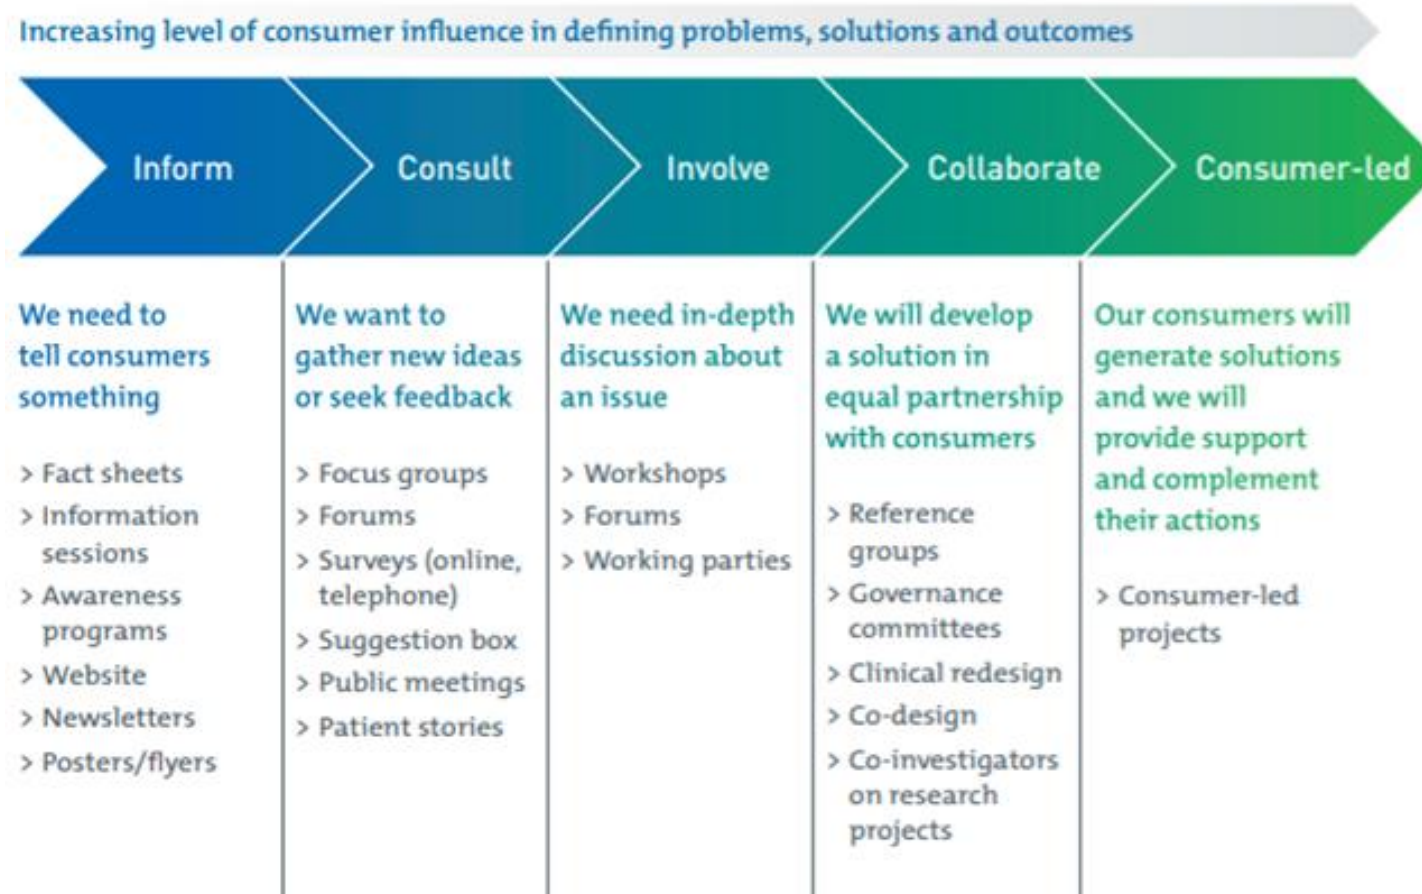 Increasing level of consumer influence in defining problems, solutions and outcomes
Inform
Consult
Involve
Collaborate
Consumer-led
We need to
tell consumers
something
> Fact sheets
> Information
sessions
> Awareness
programs
> Website
> Newsletters
> Posters/flyers
We want to
gather new ideas
or seek feedback
> Focus groups
> Forums
> Surveys (online,
telephone)
> Suggestion box
> Public meetings
> Patient stories
We need in-depth
discussion about
an issue
> Workshops
> Forums
> Working parties
We will develop
a solution in
equal partnership
with consumers
> Reference
groups
> Governance
committees
> Clinical redesign
> Co-design
> Co-investigators
on research
projects
Our consumers will
generate solutions
and we will
provide support
and complement
their actions
> Consumer-led
projects